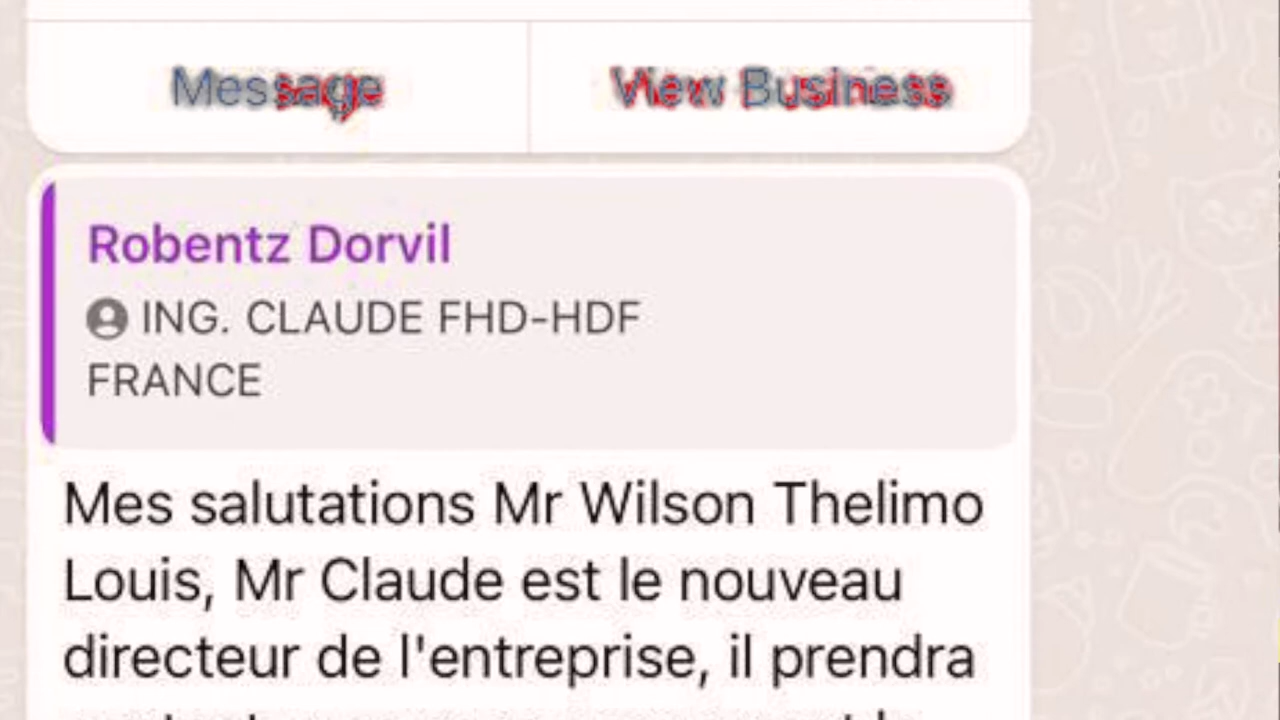 Message
View Business
Robentz Dorvil
ING. CLAUDE FHD-HDF
FRANCE
Mes salutations Mr Wilson Thelimo
Louis, Mr Claude est le nouveau
directeur de l'entreprise, il prendra